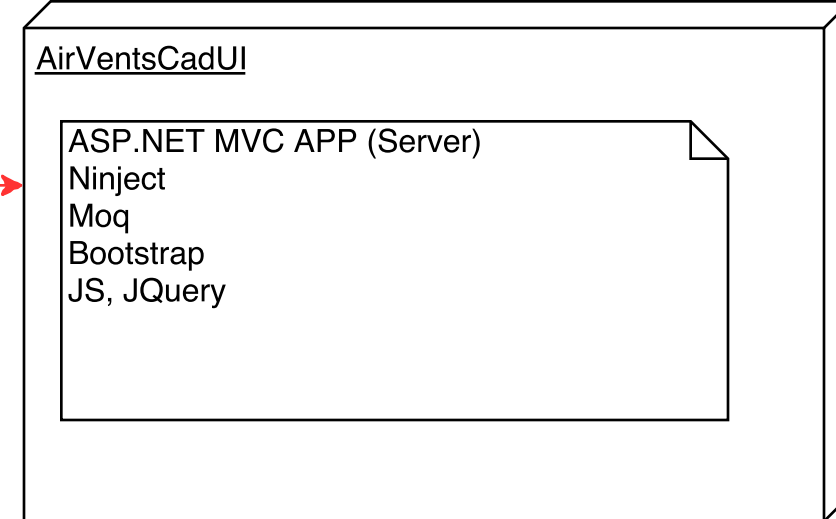 AirVentsCadUI
ASP.NET MVC APP (Server)
Ninject
Moq
Bootstrap
JS, JQuery